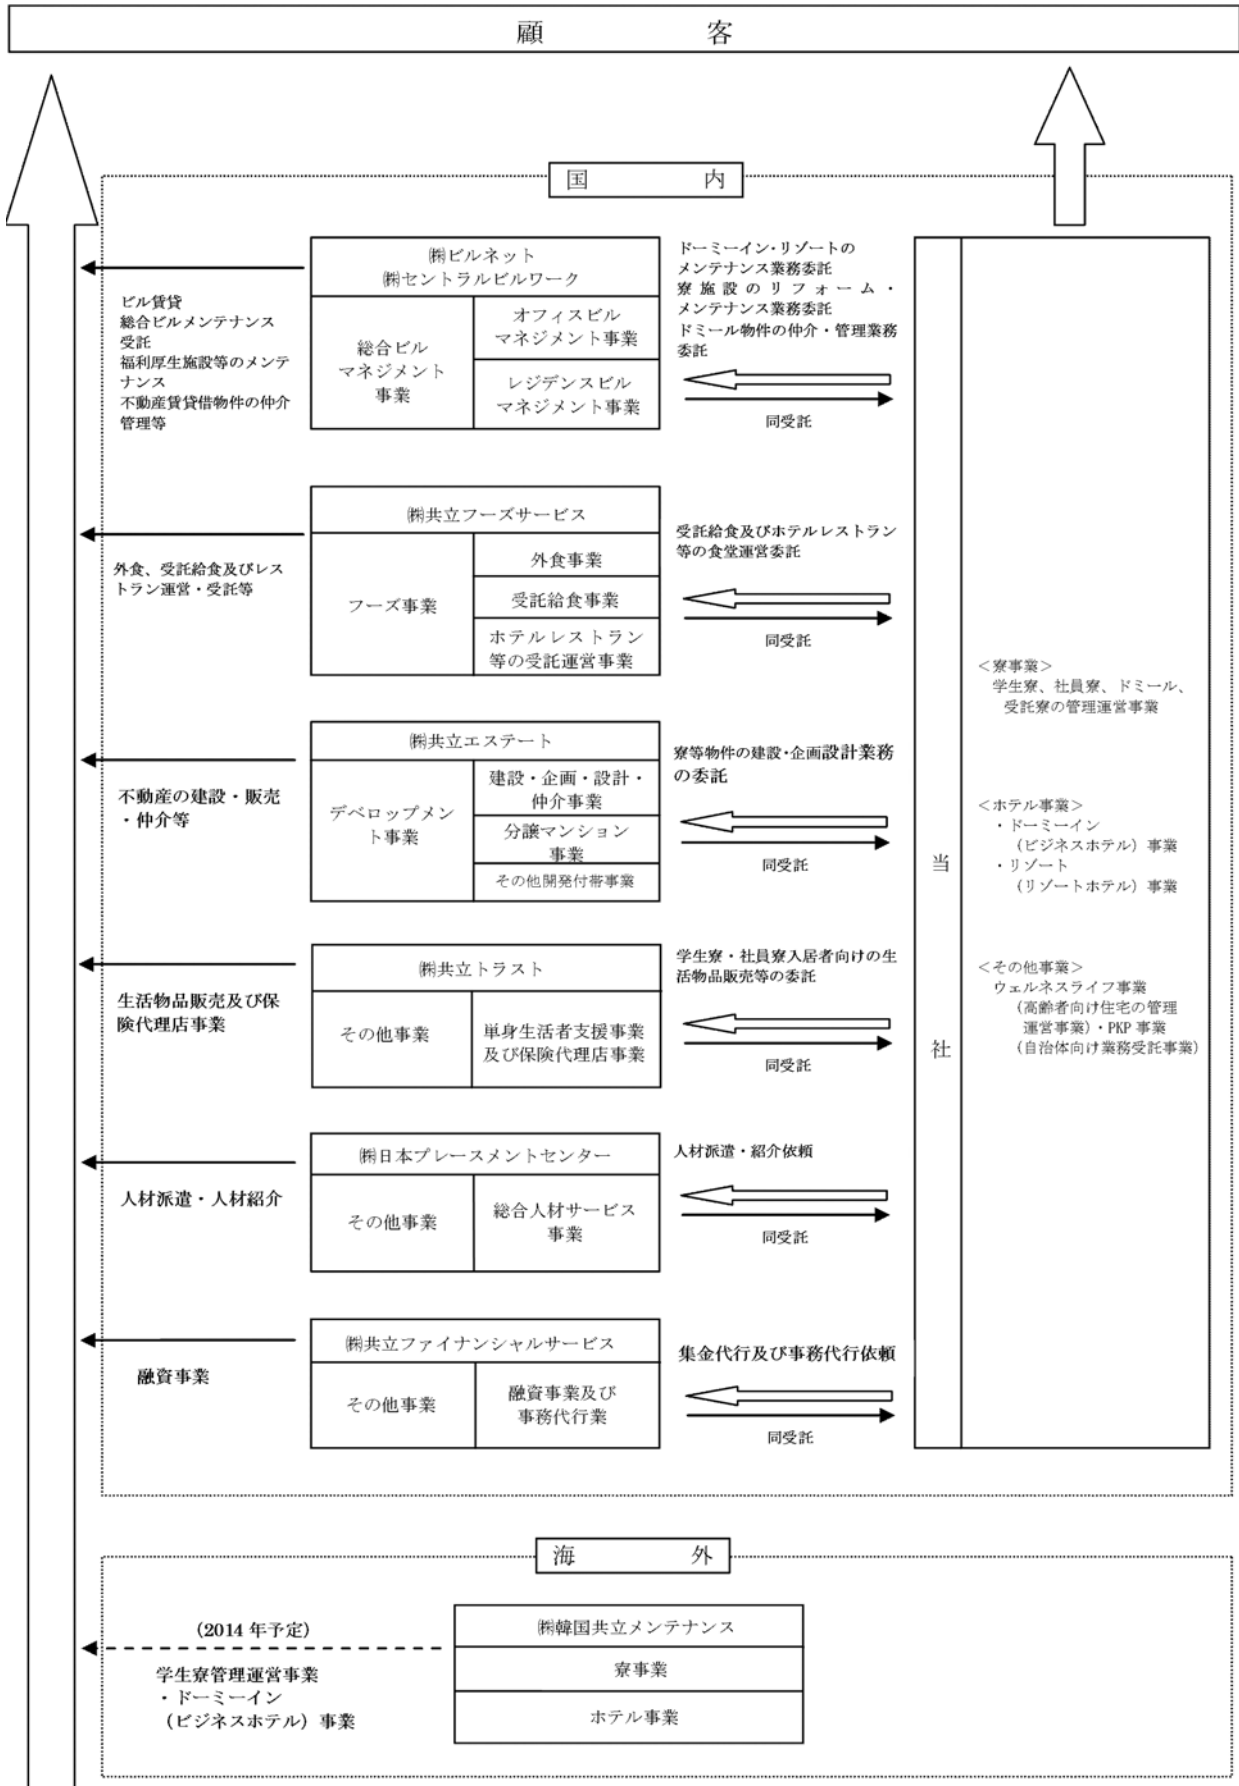 顧 客
国 内
㈱ビルネット
㈱セントラルビルワーク
総合ビル
マネジメント
事業
オフィスビル
マネジメント事業
レジデンスビル
マネジメント事業
ビル賃貸
総合ビルメンテナンス
受託
福利厚生施設等のメンテ
ナンス
不動産賃貸借物件の仲介
管理等
ドーミーイン・リゾートの
メンテナンス業務委託
寮施設のリフォーム・
メンテナンス業務委託
ドミール物件の仲介・管理業務
委託
同受託
㈱共立フーズサービス
フーズ事業
外食事業
受託給食事業
ホテルレストラン
等の受託運営事業
外食、受託給食及びレス
トラン運営・受託等
受託給食及びホテルレストラン
等の食堂運営委託
同受託
㈱共立エステート
デベロップメン
ト事業
建設・企画・設計・
仲介事業
分譲マンション
事業
その他開発付帯事業
不動産の建設・販売
・仲介等
寮等物件の建設・企画設計業務
の委託
同受託
㈱共立トラスト
その他事業
単身生活者支援事業
及び保険代理店事業
生活物品販売及び保
険代理店事業
学生寮・社員寮入居者向けの生
活物品販売等の委託
同受託
㈱日本プレースメントセンター
その他事業
総合人材サービス
事業
人材派遣・人材紹介
人材派遣・紹介依頼
同受託
㈱共立ファイナンシャルサービス
その他事業
融資事業及び
事務代行業
融資事業
集金代行及び事務代行依頼
同受託
当
社
＜寮事業＞
学生寮、社員寮、ドミール、
受託寮の管理運営事業
＜ホテル事業＞
・ドーミーイン
（ビジネスホテル）事業
・リゾート
（リゾートホテル）事業
＜その他事業＞
ウェルネスライフ事業
（高齢者向け住宅の管理
運営事業）・PKP 事業
（自治体向け業務受託事業）
海 外
（2014 年予定）
学生寮管理運営事業
・ドーミーイン
（ビジネスホテル）事業
㈱韓国共立メンテナンス
寮事業
ホテル事業